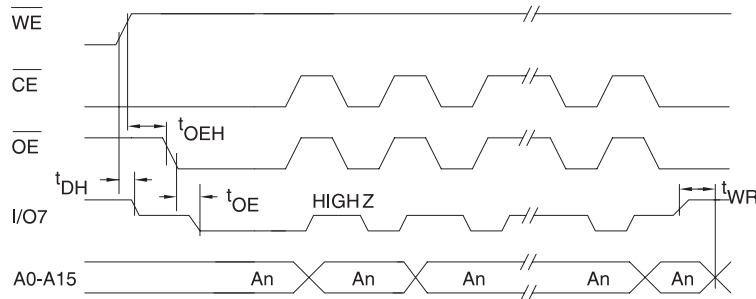 WE
CE
OE
tOEH
tDH
tOE
HIGH Z
tWR
I/O7
A0-A15 An An An An An